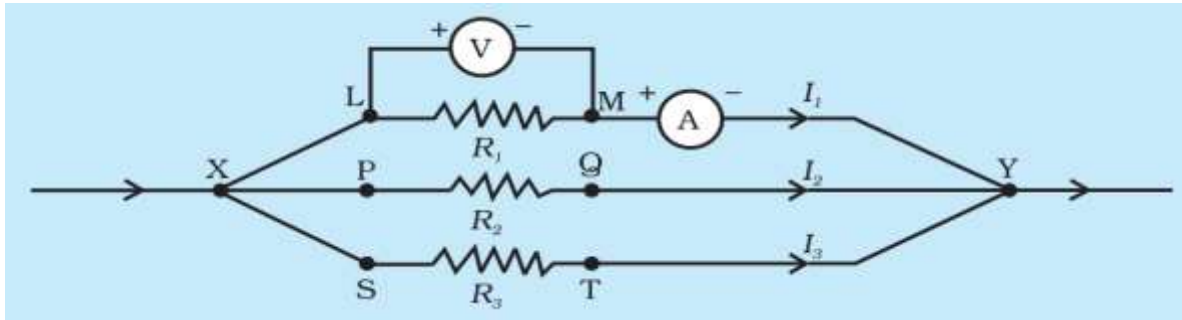 + V −
L M + A − I₁
R₁
X P Q I₂ Y
R₂
S T I₃
R₃